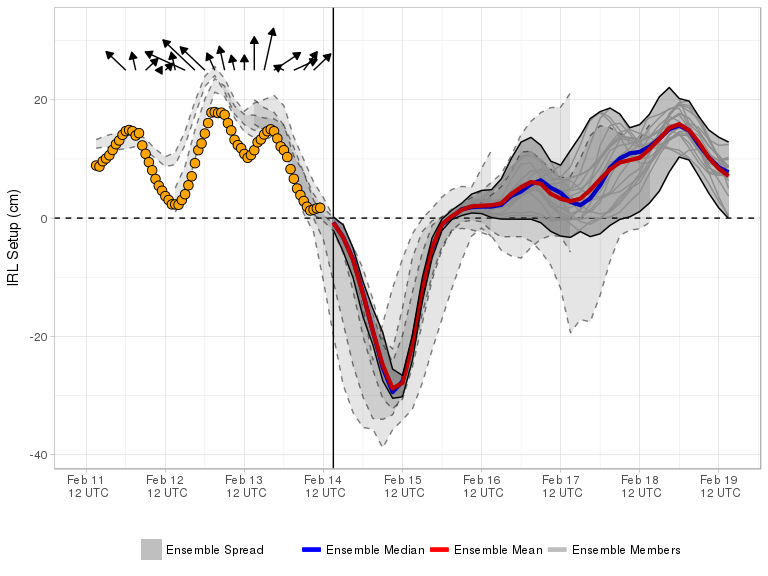 20
0
-20
-40
IRL Setup (cm)
Feb 11 12 UTC
Feb 12 12 UTC
Feb 13 12 UTC
Feb 14 12 UTC
Feb 15 12 UTC
Feb 16 12 UTC
Feb 17 12 UTC
Feb 18 12 UTC
Feb 19 12 UTC
Ensemble Spread Ensemble Median Ensemble Mean Ensemble Members